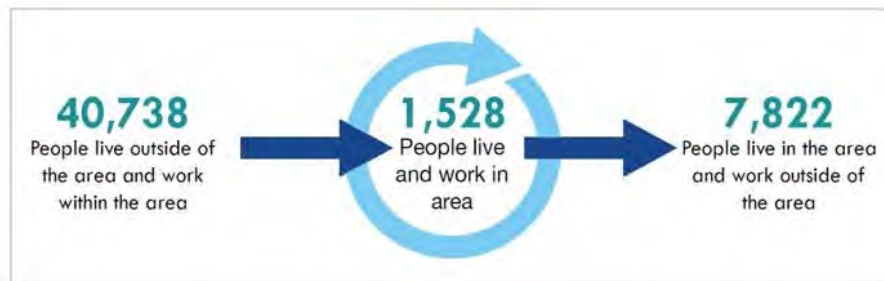 40,738
People live outside of
the area and work
within the area
1,528
People live
and work in
area
7,822
People live in the area
and work outside of
the area